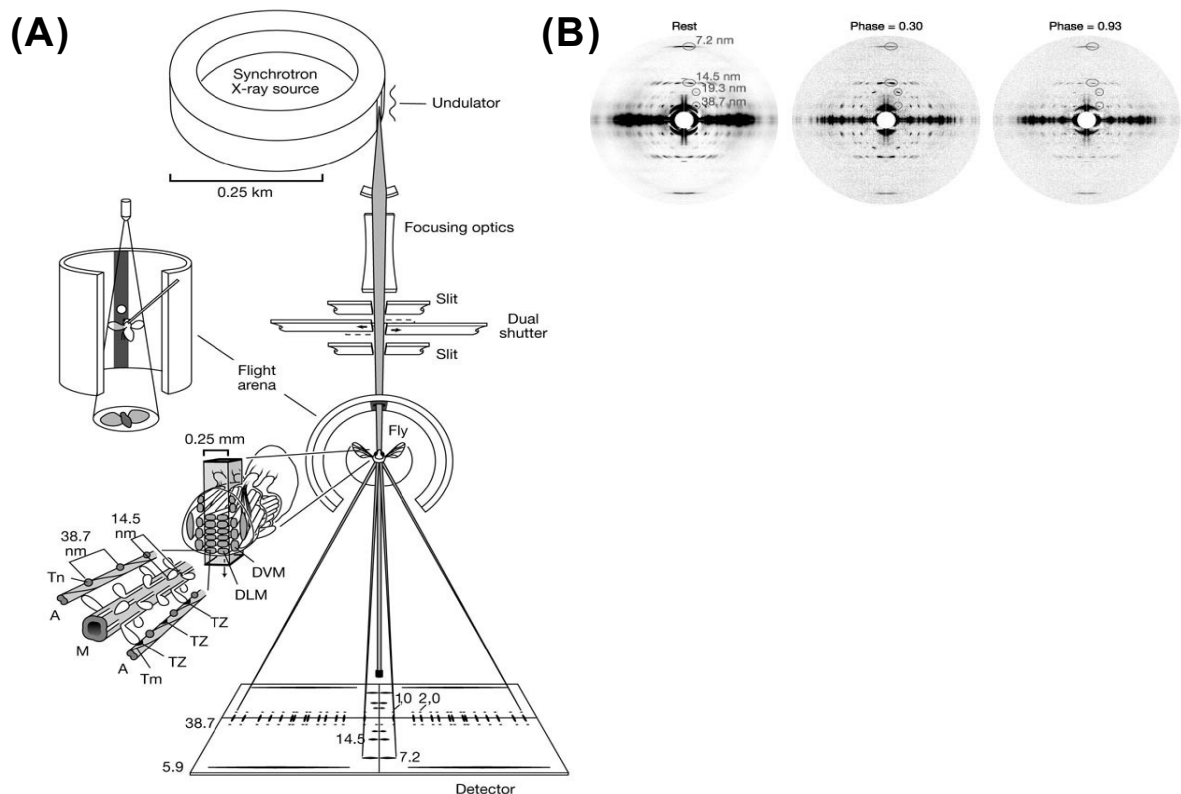 (A)
Synchrotron
X-ray source
Undulator
0.25 km
Focusing optics
Slit
Dual
shutter
Slit
Flight
arena
Fly
0.25 mm
14.5
nm
38.7
nm
Tn
A
M
A
Tm
TZ
TZ
TZ
DVM
DLM
1,0
2,0
38.7
14.5
7.2
5.9
Detector
(B)
Rest
Phase = 0.30
Phase = 0.93
7.2 nm
14.5 nm
19.3 nm
38.7 nm